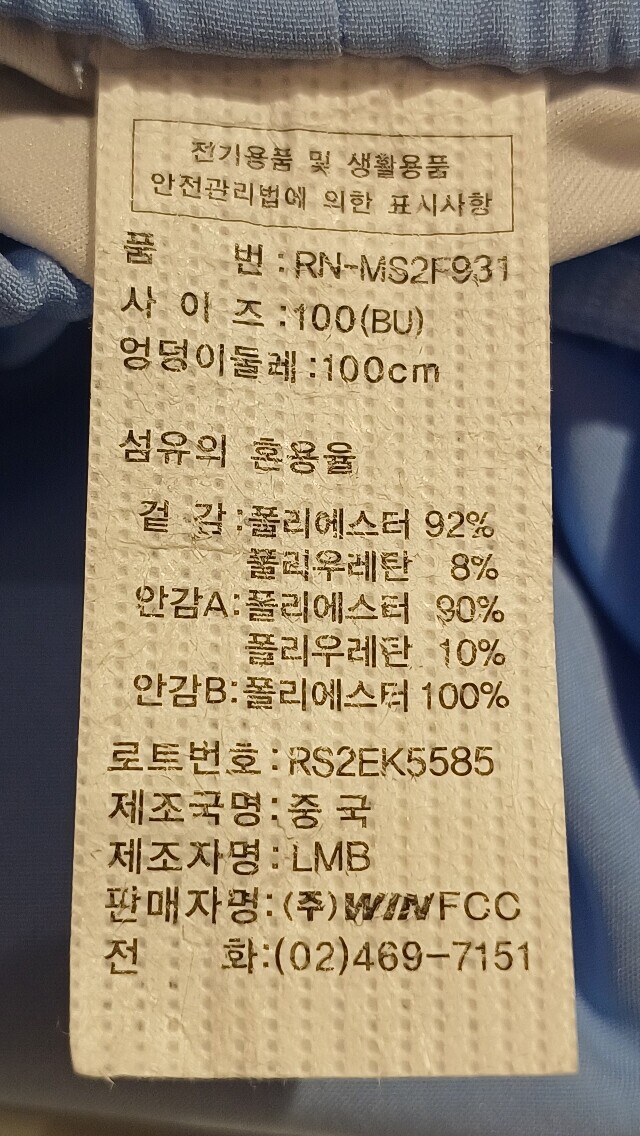 전기용품 및 생활용품
안전관리법에 의한 표시사항
품 번 : RN-MS2F931
사 이 즈 : 100(BU)
엉덩이둘레 : 100cm
섬유의 혼용율
겉 감 : 폴리에스터 92%
폴리우레탄 8%
안감A : 폴리에스터 90%
폴리우레탄 10%
안감B : 폴리에스터 100%
로트번호 : RS2EK5585
제조국명 : 중 국
제조자명 : LMB
판매자명 : (주)WINFCC
전 화 : (02)469-7151